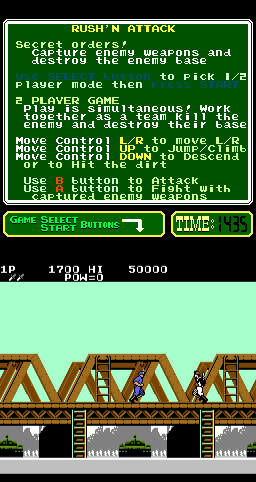 RUSH'N ATTACK
Secret orders!
Capture enemy weapons and
destroy the enemy base
Use SELECT button to pick 1/2
player mode then Press START
2 PLAYER GAME
Play is simultaneous! Work
together as a team Kill the
enemy and destroy their base
Move Control L/R to move L/R
Move Control UP to Jump/Climb
Move Control DOWN to Descend
or to Hit the dirt
Use B button to Attack
Use A button to Fight with
captured enemy weapons
GAME SELECT
START BUTTONS
TIME: 1435
1P 1700 HI 50000
POW=0